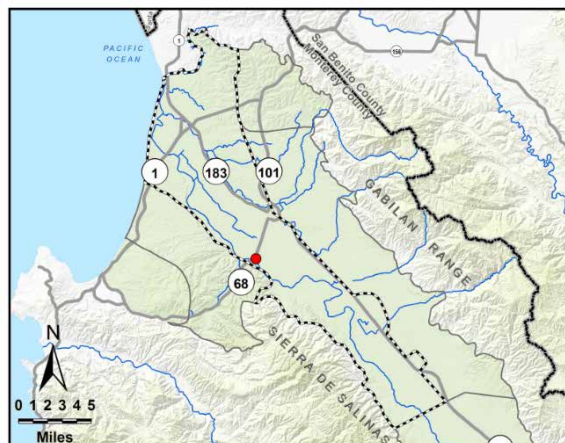 PACIFIC
OCEAN
1
156
San Benito County
Monterey County
1
183
101
GABILAN RANGE
68
SIERRA DE SALINAS
N
0 1 2 3 4 5
Miles